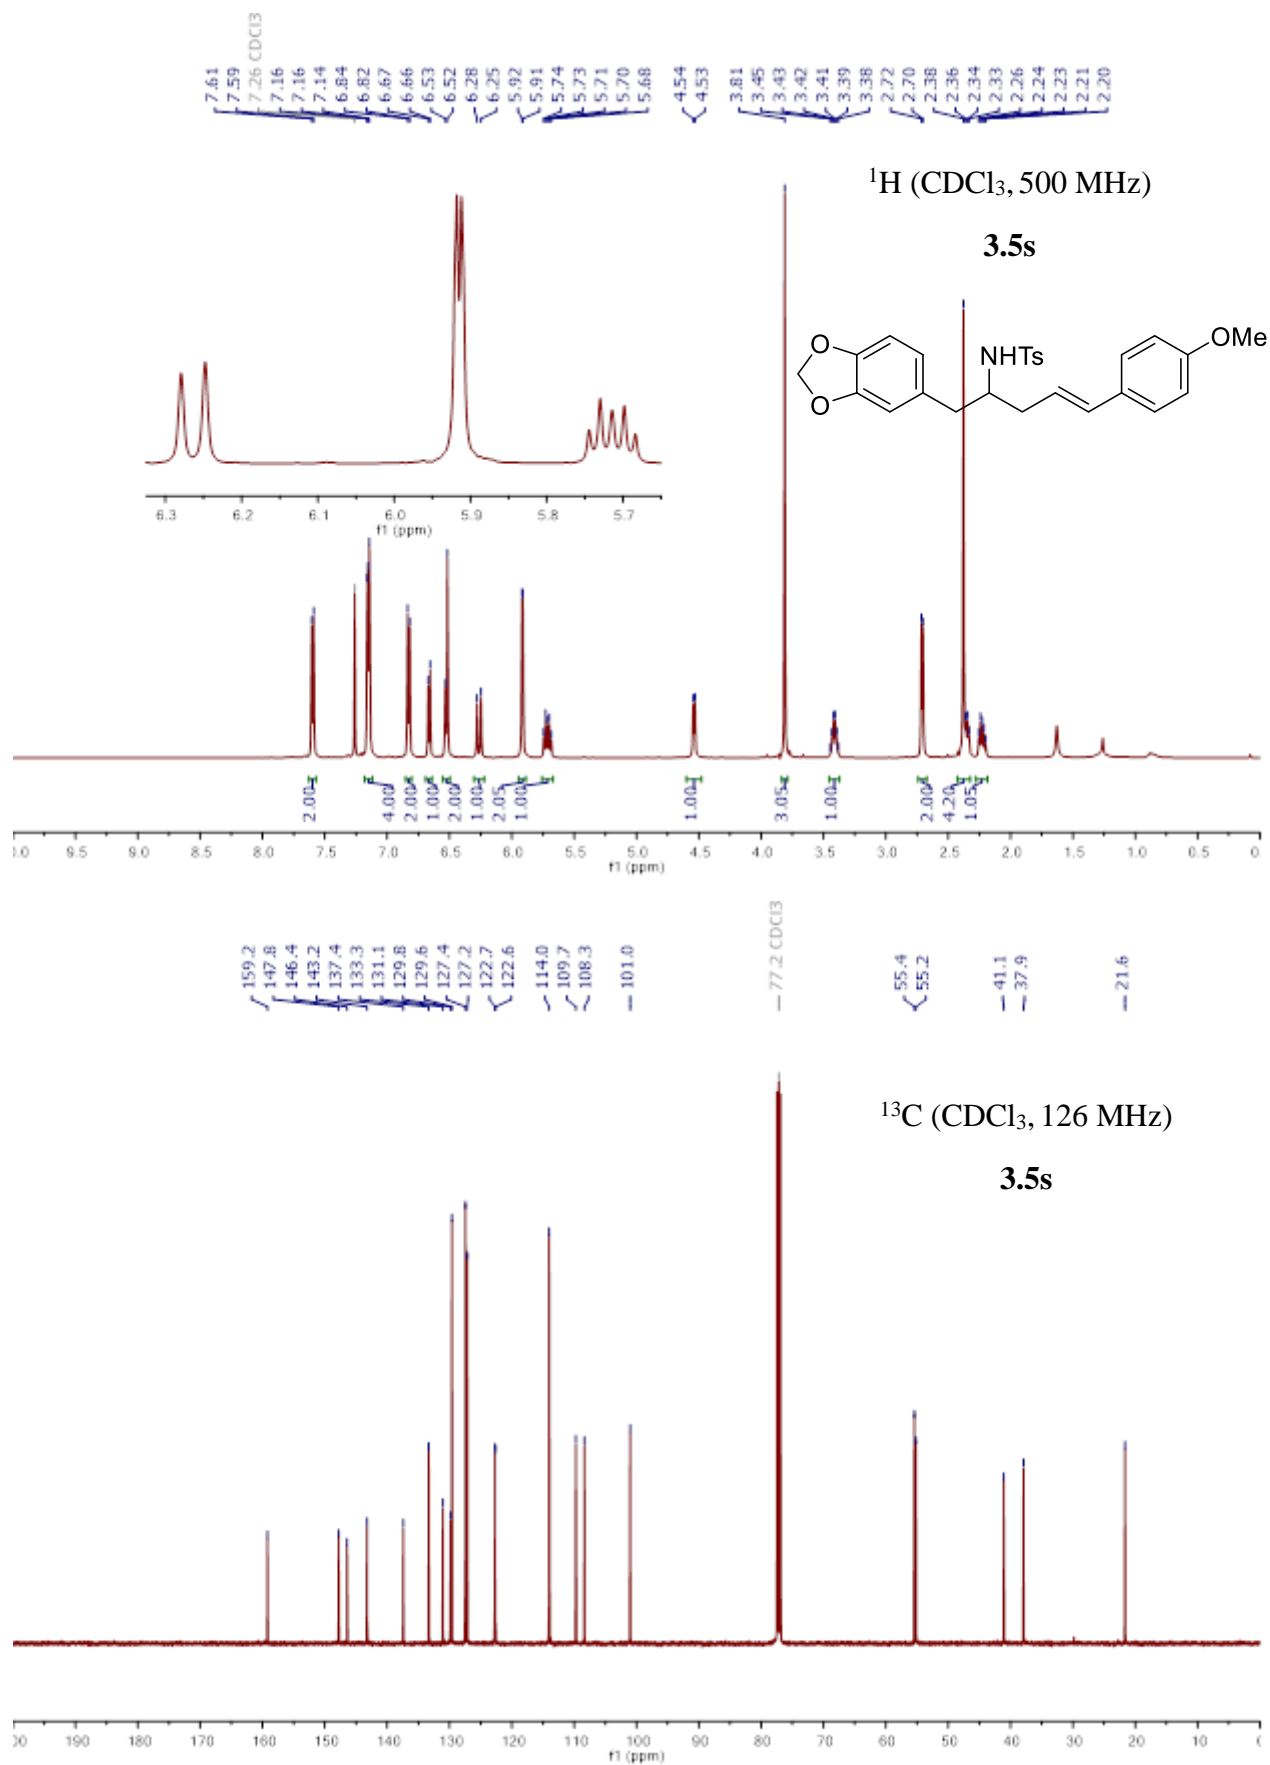 7.61 7.59 7.26 CDCl3 7.16 7.16 7.14 6.84 6.82 6.67 6.66 6.53 6.52 6.28 6.25 5.92 5.91 5.74 5.73 5.71 5.70 5.68 4.54 4.53 3.81 3.45 3.43 3.42 3.41 3.39 3.38 2.72 2.70 2.38 2.36 2.34 2.33 2.26 2.24 2.23 2.21 2.20
¹H (CDCl₃, 500 MHz)
3.5s
O O NHTs OMe
6.3 6.2 6.1 6.0 5.9 5.8 5.7
f1 (ppm)
2.00 4.00 2.00 1.00 2.00 1.00 2.05 1.00 1.00 3.05 1.00 2.00 4.20 1.05
0.0 9.5 9.0 8.5 8.0 7.5 7.0 6.5 6.0 5.5 5.0 4.5 4.0 3.5 3.0 2.5 2.0 1.5 1.0 0.5 0
f1 (ppm)
159.2 147.8 146.4 143.2 137.4 133.3 131.1 129.8 129.6 127.4 127.2 122.7 122.6 114.0 109.7 108.3 101.0 77.2 CDCl3 55.4 55.2 41.1 37.9 21.6
¹³C (CDCl₃, 126 MHz)
3.5s
00 190 180 170 160 150 140 130 120 110 100 90 80 70 60 50 40 30 20 10
f1 (ppm)